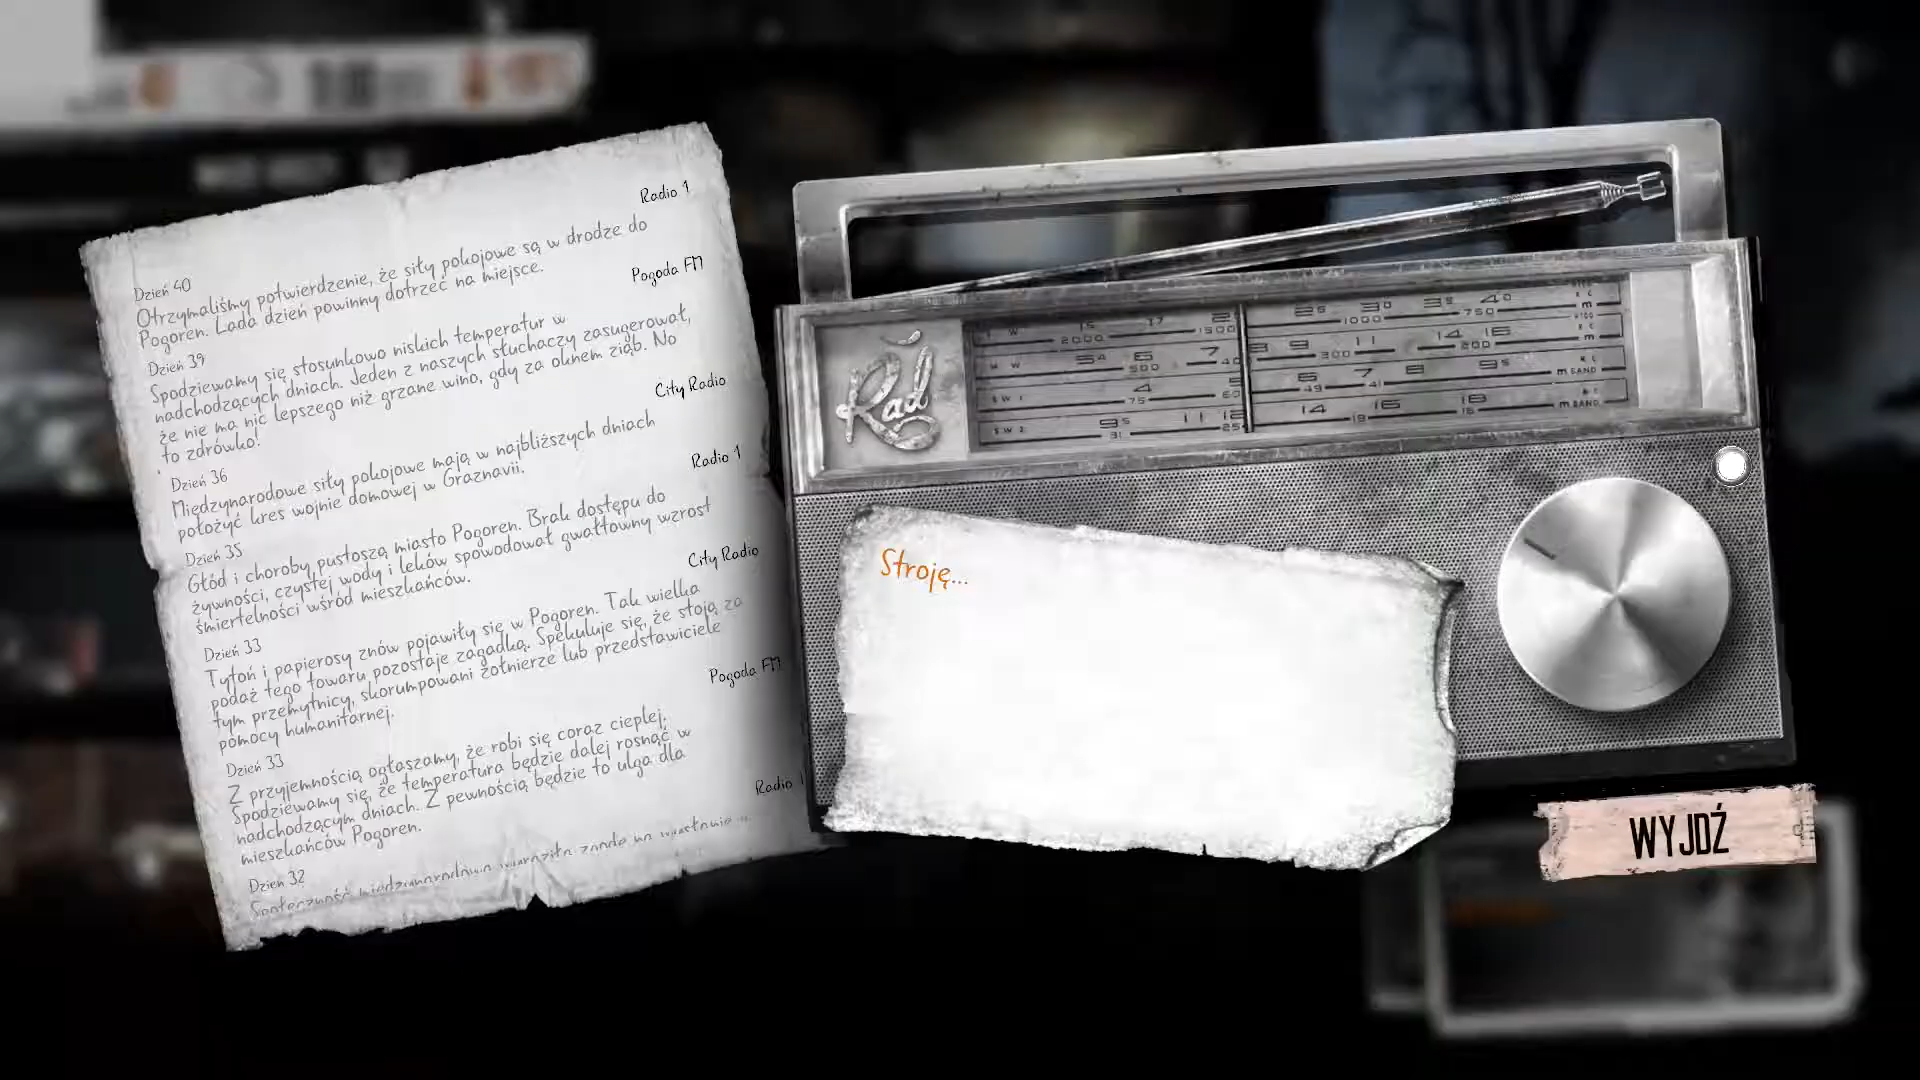 Radio 1
Dzień 40
Otrzymaliśmy potwierdzenie, że siły pokojowe są w drodze do
Pogoren. Lada dzień powinny dotrzeć na miejsce.
Pogoda FM
Dzień 39
Spodziewamy się stosunkowo niskich temperatur w
nadchodzących dniach. Jeden z naszych słuchaczy zasugerował,
że nie ma nic lepszego niż grzane wino, gdy za oknem ziąb. No
to zdrówko!
City Radio
Dzień 36
Międzynarodowe siły pokojowe mają w najbliższych dniach
położyć kres wojnie domowej w Graznavii.
Radio 1
Dzień 35
Głód i choroby pustoszą miasto Pogoren. Brak dostępu do
żywności, czystej wody i leków spowodował gwałtowny wzrost
śmiertelności wśród mieszkańców.
City Radio
Dzień 33
Tytoń i papierosy znów pojawiły się w Pogoren. Tak wielka
podaż tego towaru pozostaje zagadką. Spekuluje się, że stoją za
tym przemytnicy, skorumpowani żołnierze lub przedstawiciele
pomocy humanitarnej.
Pogoda FM
Dzień 33
Z przyjemnością ogłaszamy, że robi się coraz cieplej.
Spodziewamy się, że temperatura będzie dalej rosnąć w
nadchodzącym dniach. Z pewnością będzie to ulga dla
mieszkańców Pogoren.
Radio 1
Dzień 32
Rad
Stroję...
WYJDŹ